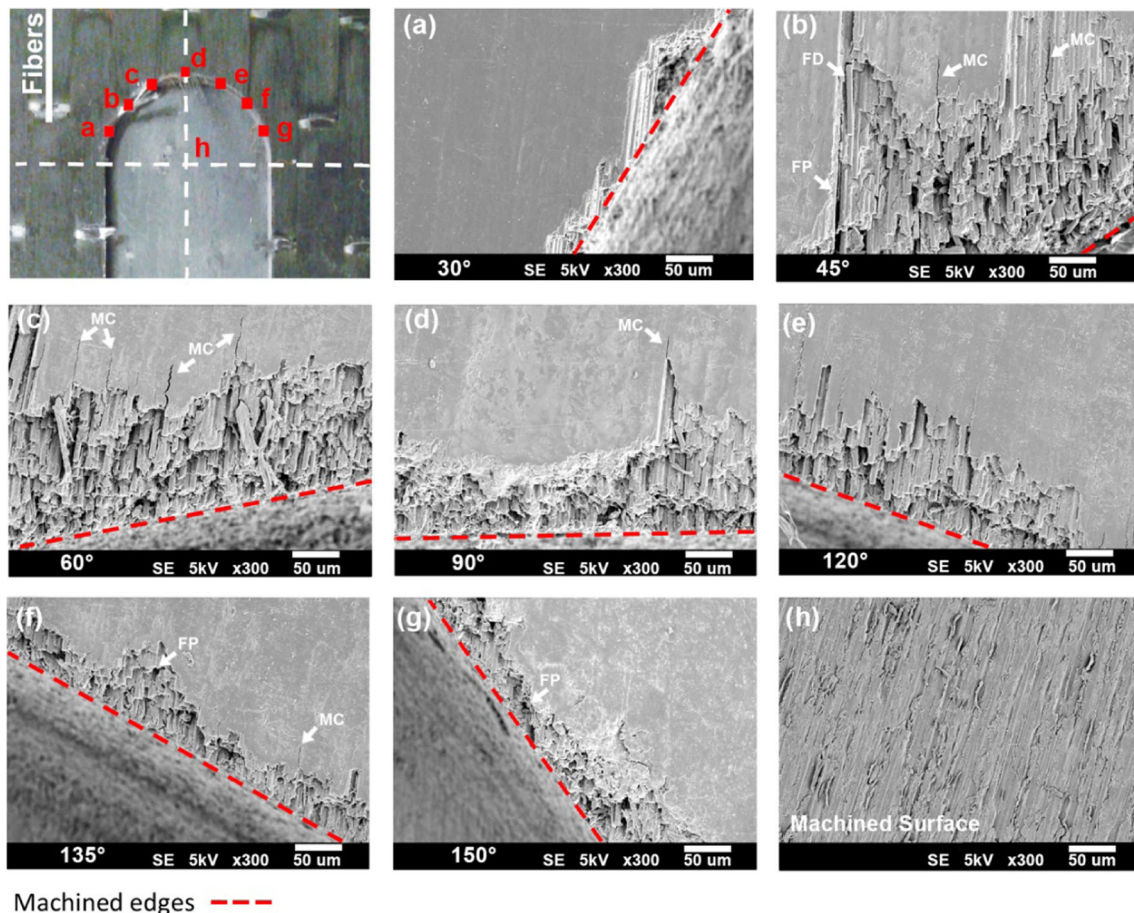 Fibers
a
b
c
d
e
f
g
h
(a)
30° SE 5kV x300 50 um
(b)
FD
MC
MC
FP
45° SE 5kV x300 50 um
(c)
MC
MC
60° SE 5kV x300 50 um
(d)
MC
90° SE 5kV x300 50 um
(e)
120° SE 5kV x300 50 um
(f)
FP
MC
135° SE 5kV x300 50 um
(g)
FP
150° SE 5kV x300 50 um
(h)
Machined Surface
SE 5kV x300 50 um
Machined edges